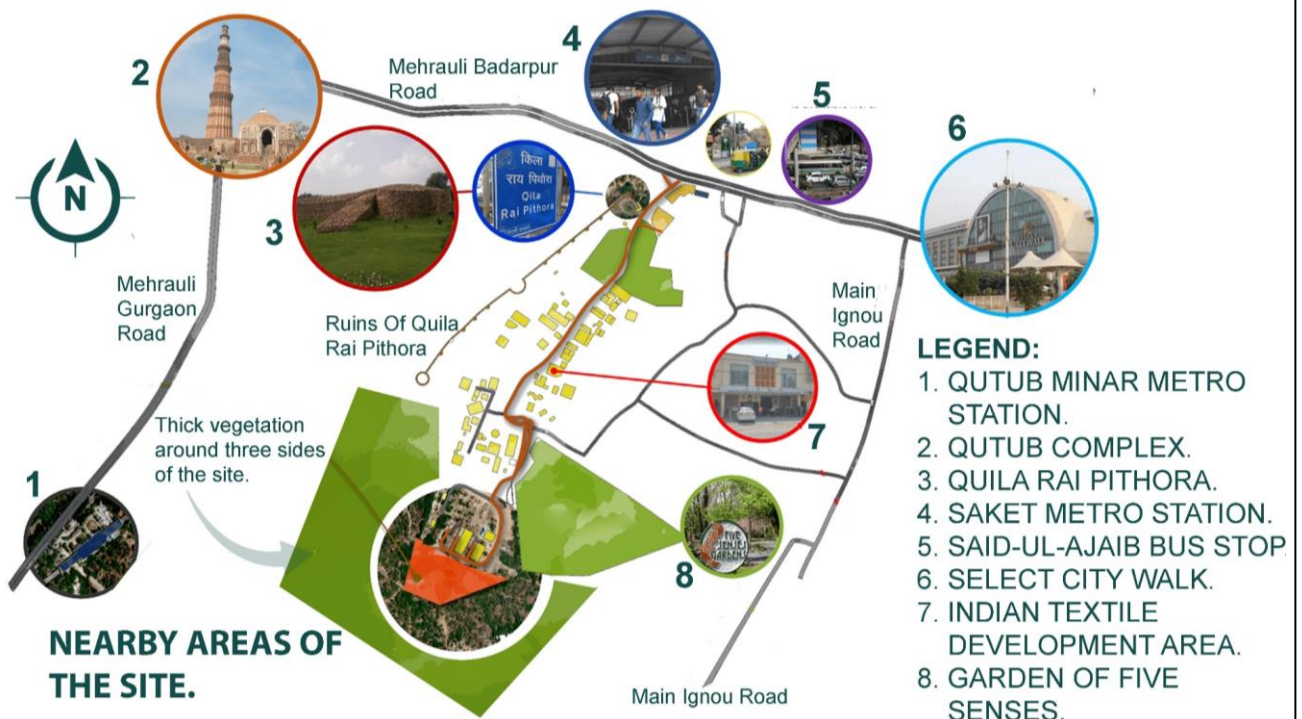 2
Mehrauli Badarpur
Road
4
5
6
N
3
किला
राय पिथौरा
Qila
Rai Pithora
Mehrauli
Gurgaon
Road
Ruins Of Quila
Rai Pithora
Main
Ignou
Road
Thick vegetation
around three sides
of the site.
1
7
FIVE
SENSES
GARDENS
8
NEARBY AREAS OF
THE SITE.
Main Ignou Road
LEGEND:
1. QUTUB MINAR METRO
STATION.
2. QUTUB COMPLEX.
3. QUILA RAI PITHORA.
4. SAKET METRO STATION.
5. SAID-UL-AJAIB BUS STOP.
6. SELECT CITY WALK.
7. INDIAN TEXTILE
DEVELOPMENT AREA.
8. GARDEN OF FIVE
SENSES.